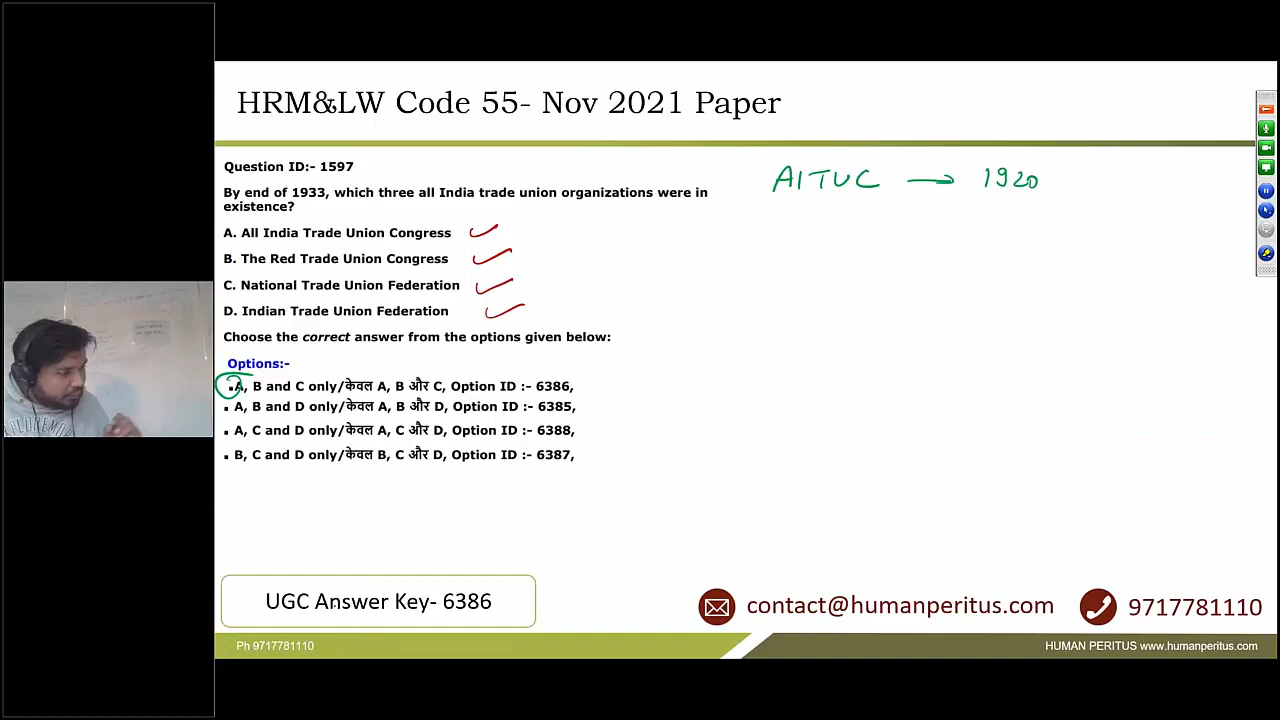 HRM&LW Code 55- Nov 2021 Paper
Question ID:- 1597
By end of 1933, which three all India trade union organizations were in
existence?
A. All India Trade Union Congress
B. The Red Trade Union Congress
C. National Trade Union Federation
D. Indian Trade Union Federation
Choose the correct answer from the options given below:
Options:-
A, B and C only/केवल A, B और C, Option ID :- 6386,
A, B and D only/केवल A, B और D, Option ID :- 6385,
A, C and D only/केवल A, C और D, Option ID :- 6388,
B, C and D only/केवल B, C और D, Option ID :- 6387,
AITUC → 1920
UGC Answer Key- 6386
contact@humanperitus.com
9717781110
Ph 9717781110
HUMAN PERITUS www.humanperitus.com